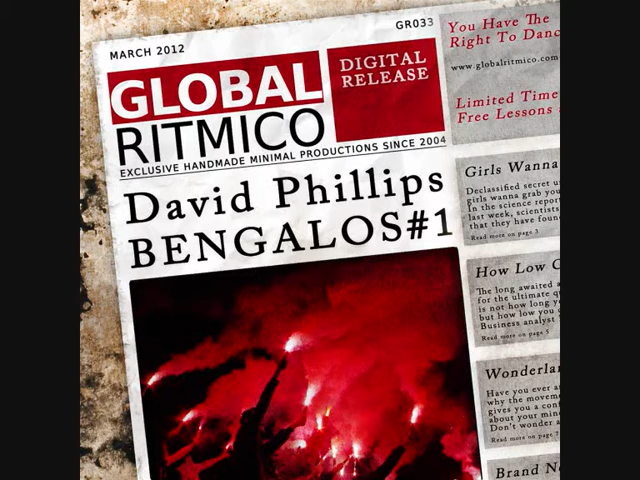 MARCH 2012
GR033
GLOBAL
RITMICO
DIGITAL
RELEASE
EXCLUSIVE HANDMADE MINIMAL PRODUCTIONS SINCE 2004
David Phillips
BENGALOS#1
You Have The
Right To Danc
www.globalritmico.com
Limited Time
Free Lessons
Girls Wanna
Declassified secret u
girls wanna grab you
In the science repor
last week, scientists
that they have foun
Read more on page 3
How Low C
The long awaited a
for the ultimate q
is not how long y
but how low you c
Business analyst
Read more on page 5
Wonderlan
Have you ever a
why the movem
gives you a con
about your min
Don't wonder a
Read more on page 7
Brand N